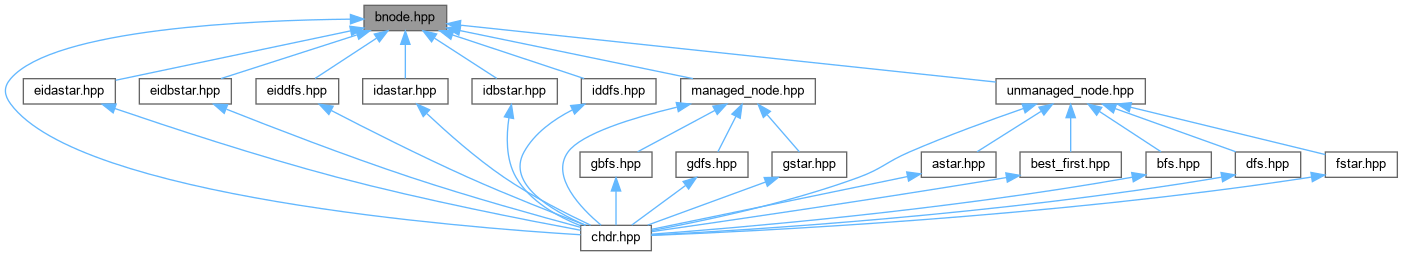 bnode.hpp
eidastar.hpp
eidbstar.hpp
eiddfs.hpp
idastar.hpp
idbstar.hpp
iddfs.hpp
managed_node.hpp
unmanaged_node.hpp
gbfs.hpp
gdfs.hpp
gstar.hpp
astar.hpp
best_first.hpp
bfs.hpp
dfs.hpp
fstar.hpp
chdr.hpp